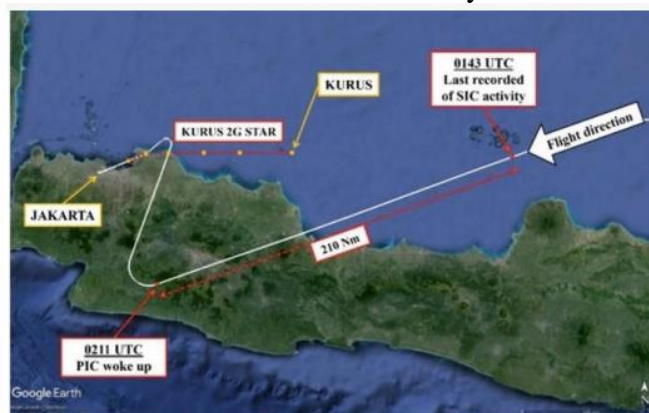 0143 UTC
Last recorded
of SIC activity
KURUS
Flight direction
KURUS 2G STAR
JAKARTA
210 Nm
0211 UTC
PIC woke up
Google Earth
N